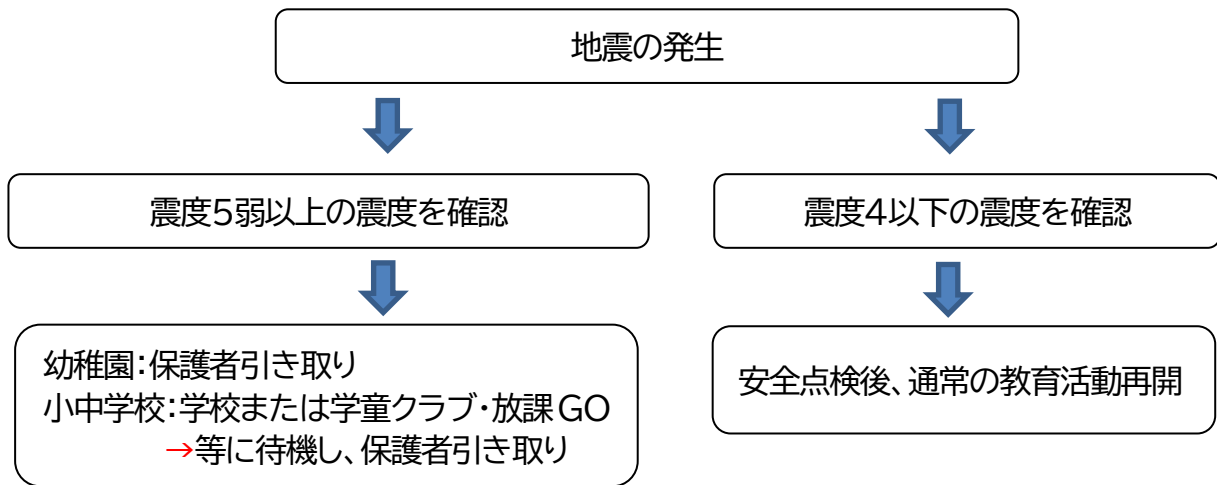 地震の発生
震度5弱以上の震度を確認
震度4以下の震度を確認
幼稚園:保護者引き取り
小中学校:学校または学童クラブ・放課GO
→等に待機し、保護者引き取り
安全点検後、通常の教育活動再開